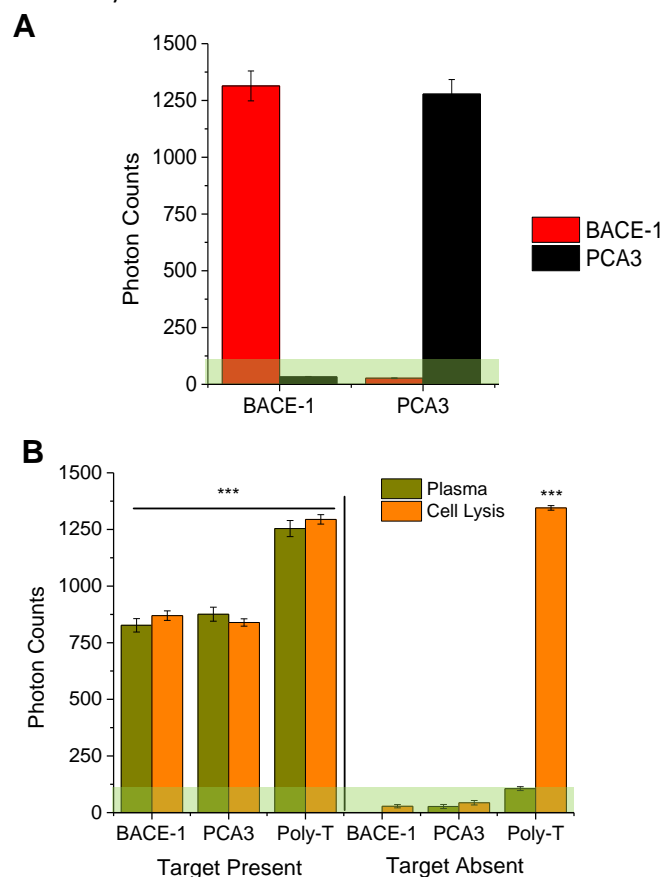 A
1500
1250
1000
750
500
250
0
Photon Counts
BACE-1
PCA3
BACE-1
PCA3
B
1500
1250
1000
750
500
250
0
Photon Counts
***
Plasma
Cell Lysis
***
BACE-1 PCA3 Poly-T BACE-1 PCA3 Poly-T
Target Present Target Absent